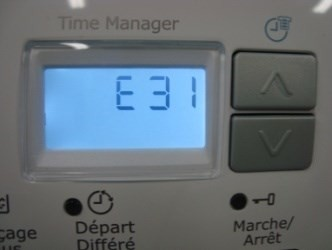 Time Manager
E31
Départ
Différé
Marche/
Arrêt